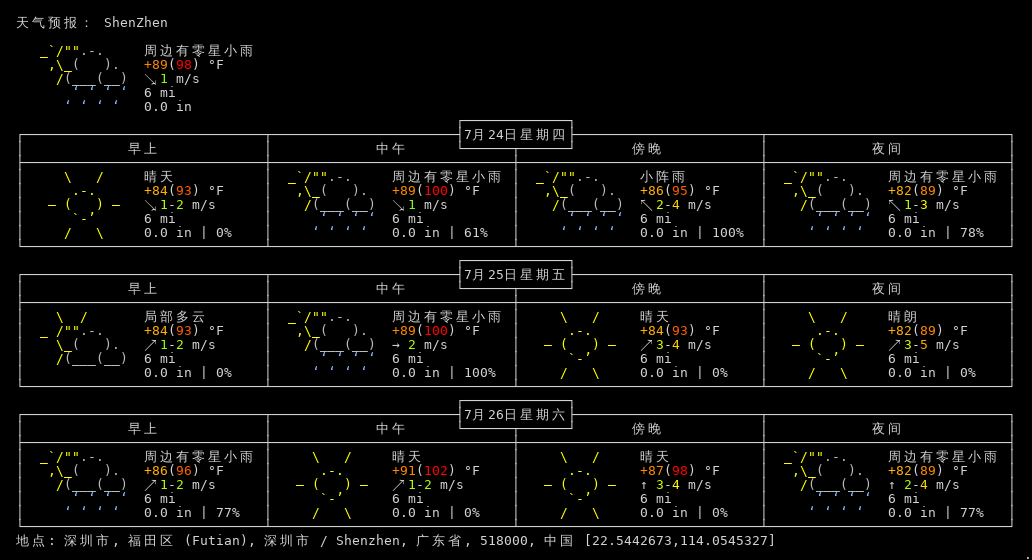 天气预报： ShenZhen
周边有零星小雨
+89(98) °F
↘ 1 m/s
6 mi
0.0 in
7月24日星期四
早上 中午 傍晚 夜间
晴天 周边有零星小雨 小阵雨 周边有零星小雨
+84(93) °F +89(100) °F +86(95) °F +82(89) °F
↘ 1-2 m/s ↘ 1 m/s ↖ 2-4 m/s ↖ 1-3 m/s
6 mi 6 mi 6 mi 6 mi
0.0 in | 0% 0.0 in | 61% 0.0 in | 100% 0.0 in | 78%
7月25日星期五
早上 中午 傍晚 夜间
局部多云 周边有零星小雨 晴天 晴朗
+84(93) °F +89(100) °F +84(93) °F +82(89) °F
↗ 1-2 m/s → 2 m/s ↗ 3-4 m/s ↗ 3-5 m/s
6 mi 6 mi 6 mi 6 mi
0.0 in | 0% 0.0 in | 100% 0.0 in | 0% 0.0 in | 0%
7月26日星期六
早上 中午 傍晚 夜间
周边有零星小雨 晴天 晴天 周边有零星小雨
+86(96) °F +91(102) °F +87(98) °F +82(89) °F
↗ 1-2 m/s ↗ 1-2 m/s ↑ 3-4 m/s ↑ 2-4 m/s
6 mi 6 mi 6 mi 6 mi
0.0 in | 77% 0.0 in | 0% 0.0 in | 0% 0.0 in | 77%
地点: 深圳市, 福田区 (Futian), 深圳市 / Shenzhen, 广东省, 518000, 中国 [22.5442673,114.0545327]